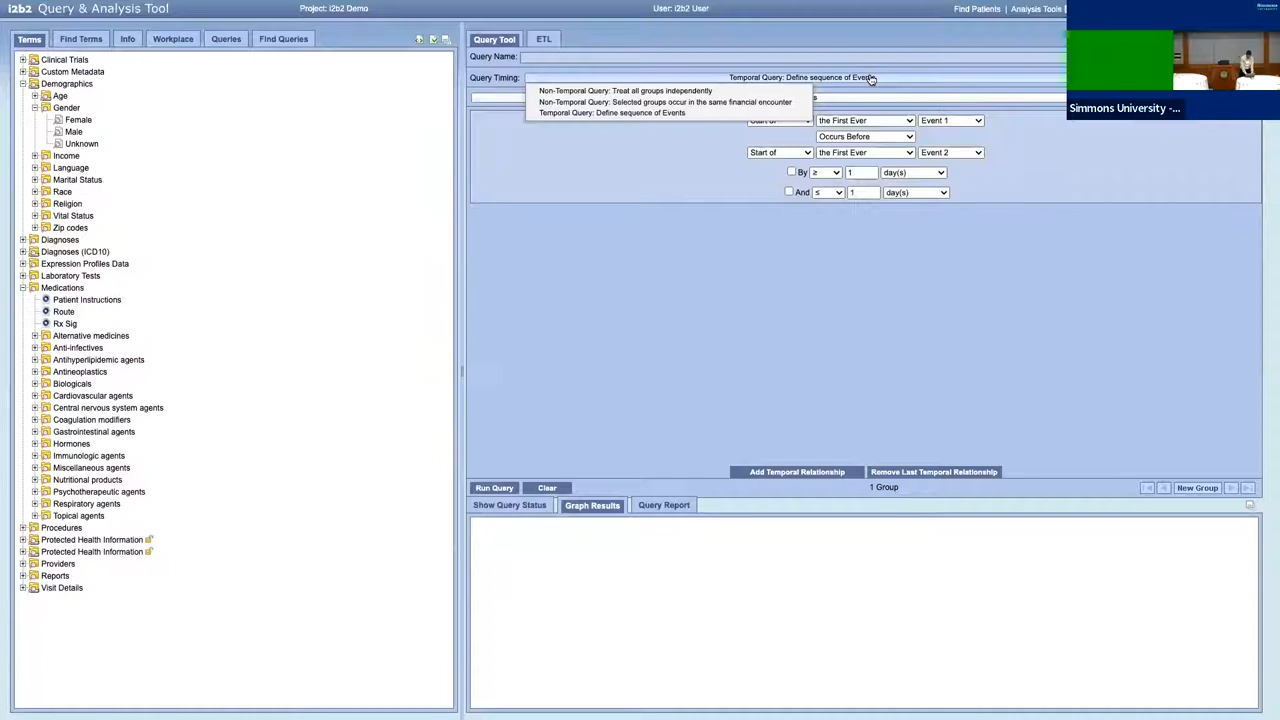 i2b2 Query & Analysis Tool
Project: i2b2 Demo
User: i2b2 User
Find Patients | Analysis Tools
Simmons University -...
Terms
Find Terms
Info
Workplace
Queries
Find Queries
Clinical Trials
Custom Metadata
Demographics
Age
Gender
Female
Male
Unknown
Income
Language
Marital Status
Race
Religion
Vital Status
Zip codes
Diagnoses
Diagnoses (ICD10)
Expression Profiles Data
Laboratory Tests
Medications
Patient Instructions
Route
Rx Sig
Alternative medicines
Anti-infectives
Antihyperlipidemic agents
Antineoplastics
Biologicals
Cardiovascular agents
Central nervous system agents
Coagulation modifiers
Gastrointestinal agents
Hormones
Immunologic agents
Miscellaneous agents
Nutritional products
Psychotherapeutic agents
Respiratory agents
Topical agents
Procedures
Protected Health Information
Protected Health Information
Providers
Reports
Visit Details
Query Tool
ETL
Query Name:
Query Timing:
Temporal Query: Define sequence of Events
Non-Temporal Query: Treat all groups independently
Non-Temporal Query: Selected groups occur in the same financial encounter
Temporal Query: Define sequence of Events
the First Ever
Event 1
Occurs Before
Start of
the First Ever
Event 2
By ≥ 1 day(s)
And ≤ 1 day(s)
Add Temporal Relationship
Remove Last Temporal Relationship
Run Query
Clear
1 Group
New Group
Show Query Status
Graph Results
Query Report